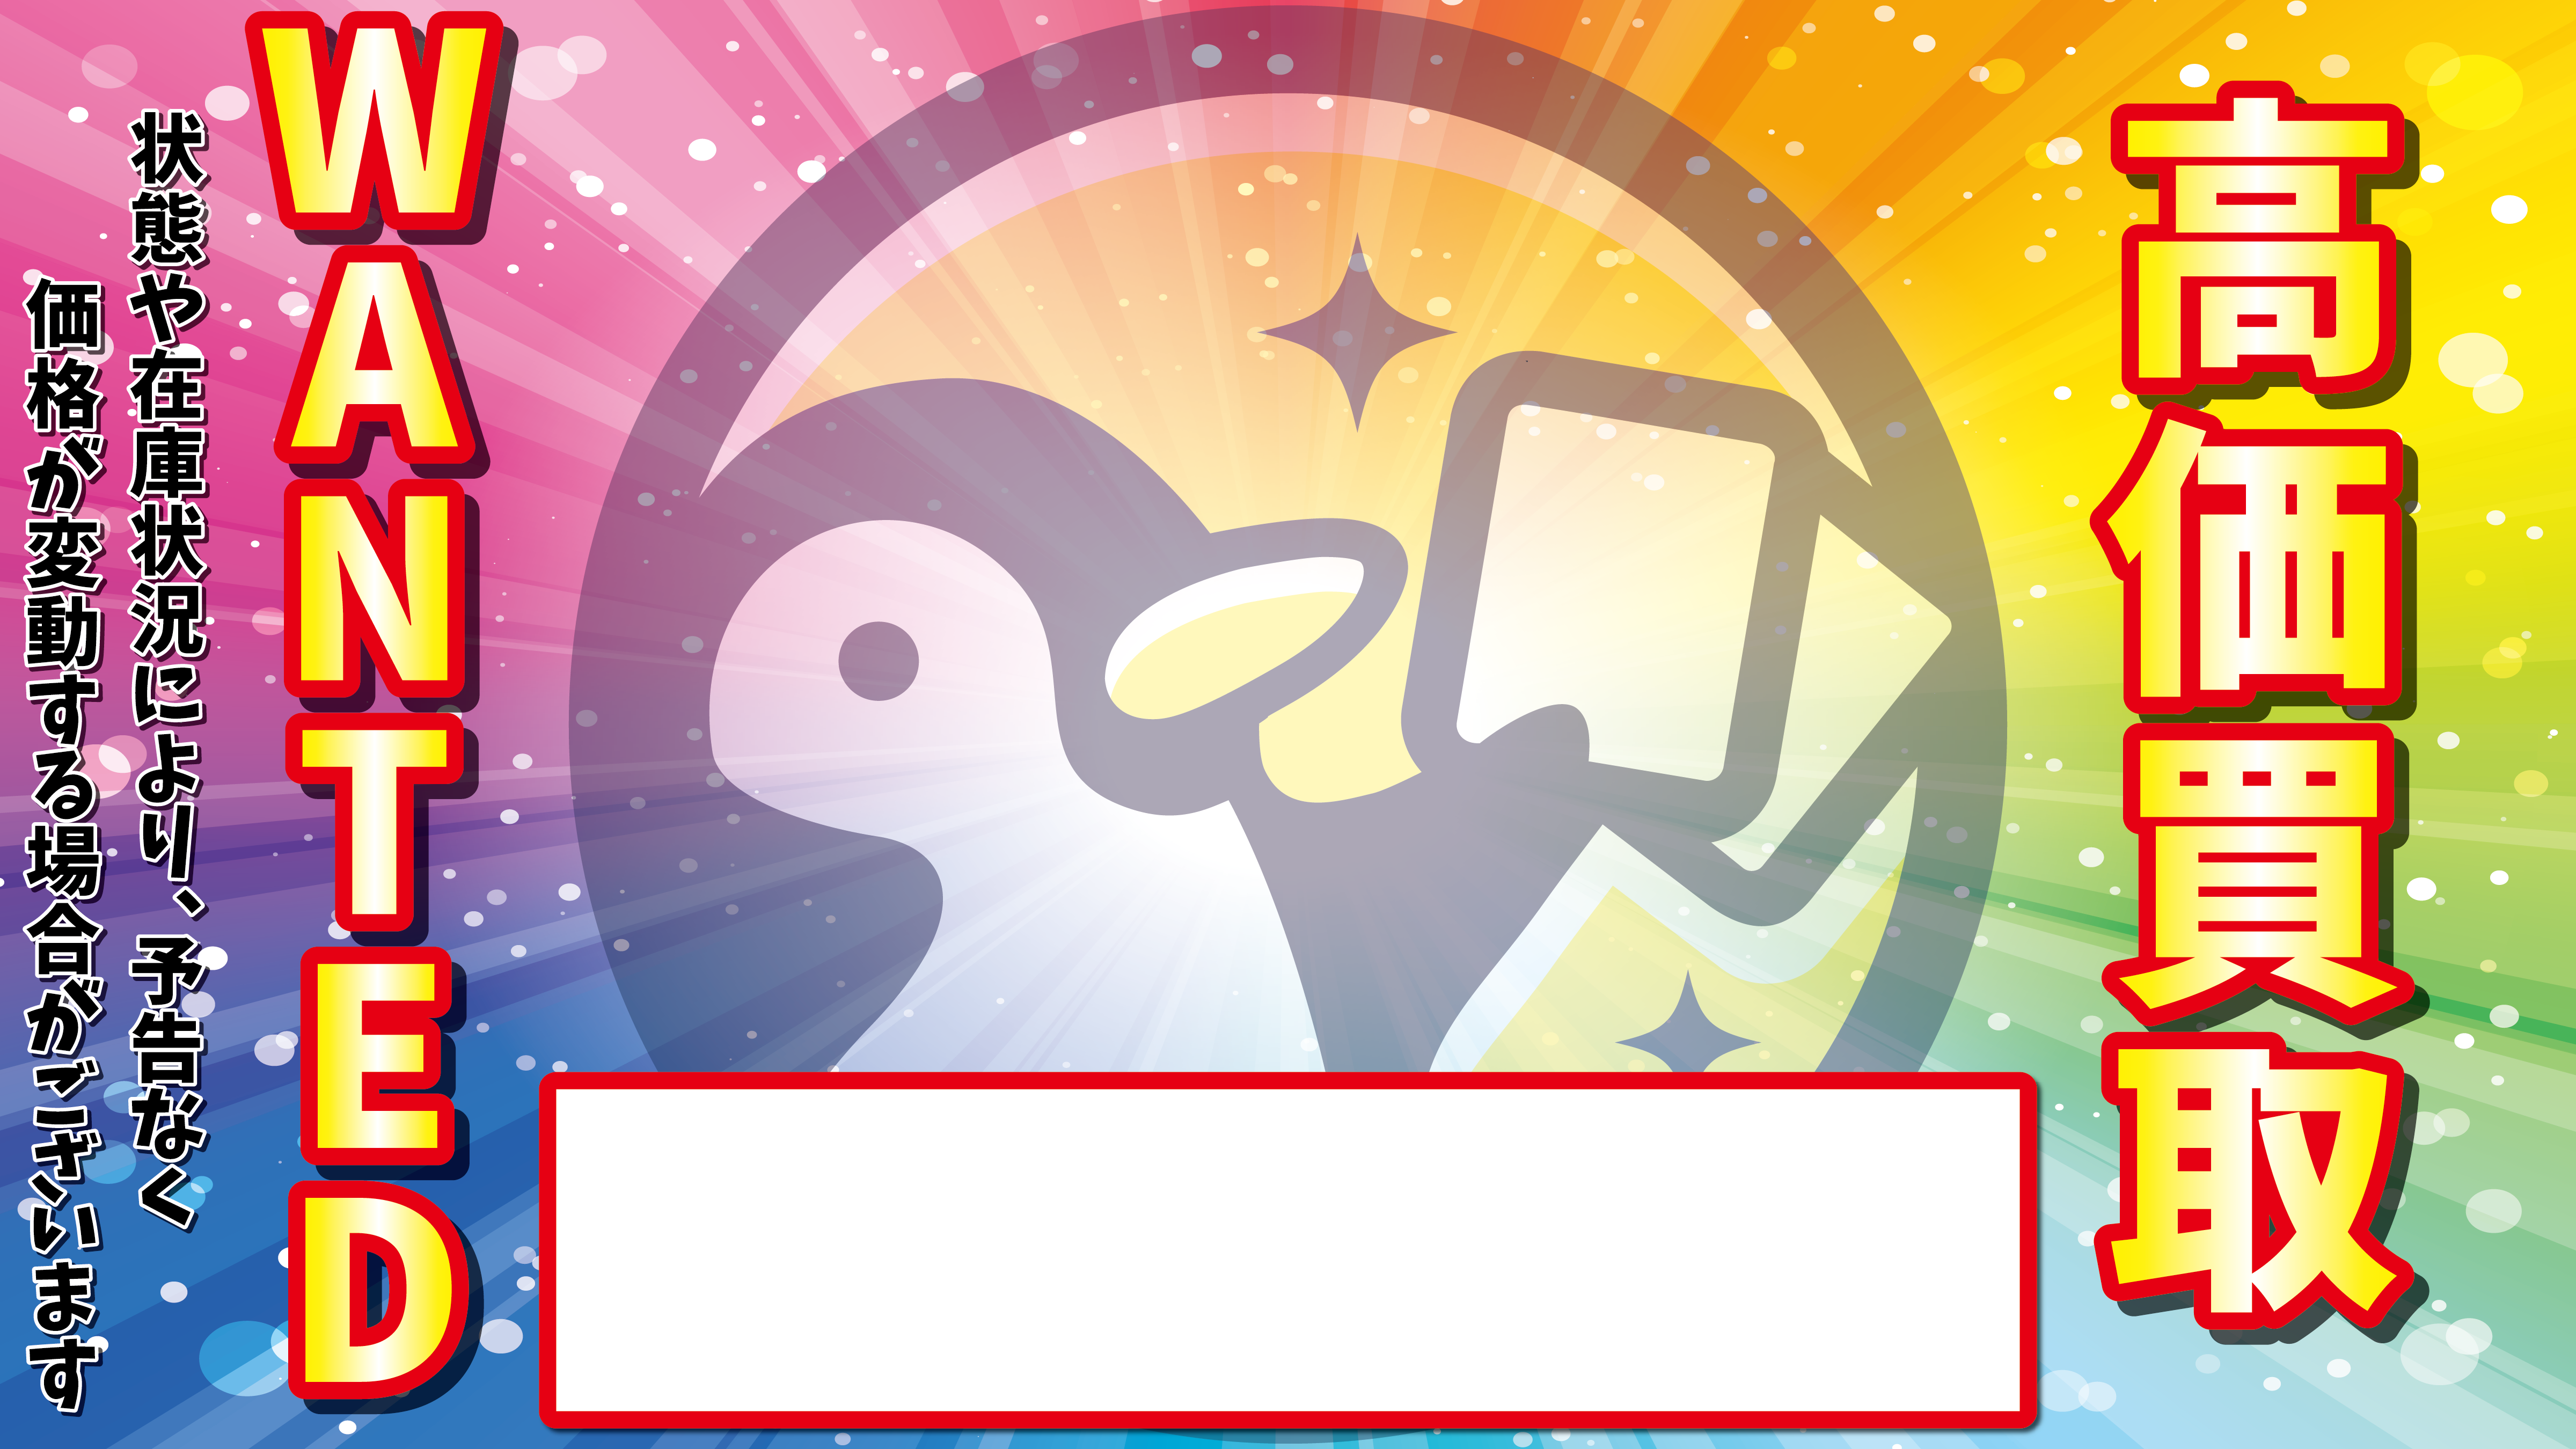 高価買取
WANTED
状態や在庫状況により、予告なく
価格が変動する場合がございます